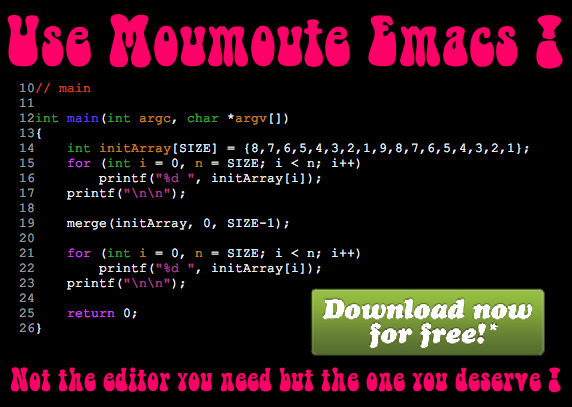 Use Moumoute Emacs !
10// main
11
12int main(int argc, char *argv[])
13{
14    int initArray[SIZE] = {8,7,6,5,4,3,2,1,9,8,7,6,5,4,3,2,1};
15    for (int i = 0, n = SIZE; i < n; i++)
16        printf("%d ", initArray[i]);
17    printf("\n\n");
18
19    merge(initArray, 0, SIZE-1);
20
21    for (int i = 0, n = SIZE; i < n; i++)
22        printf("%d ", initArray[i]);
23    printf("\n\n");
24
25    return 0;
26}
Download now
for free!*
Not the editor you need but the one you deserve !